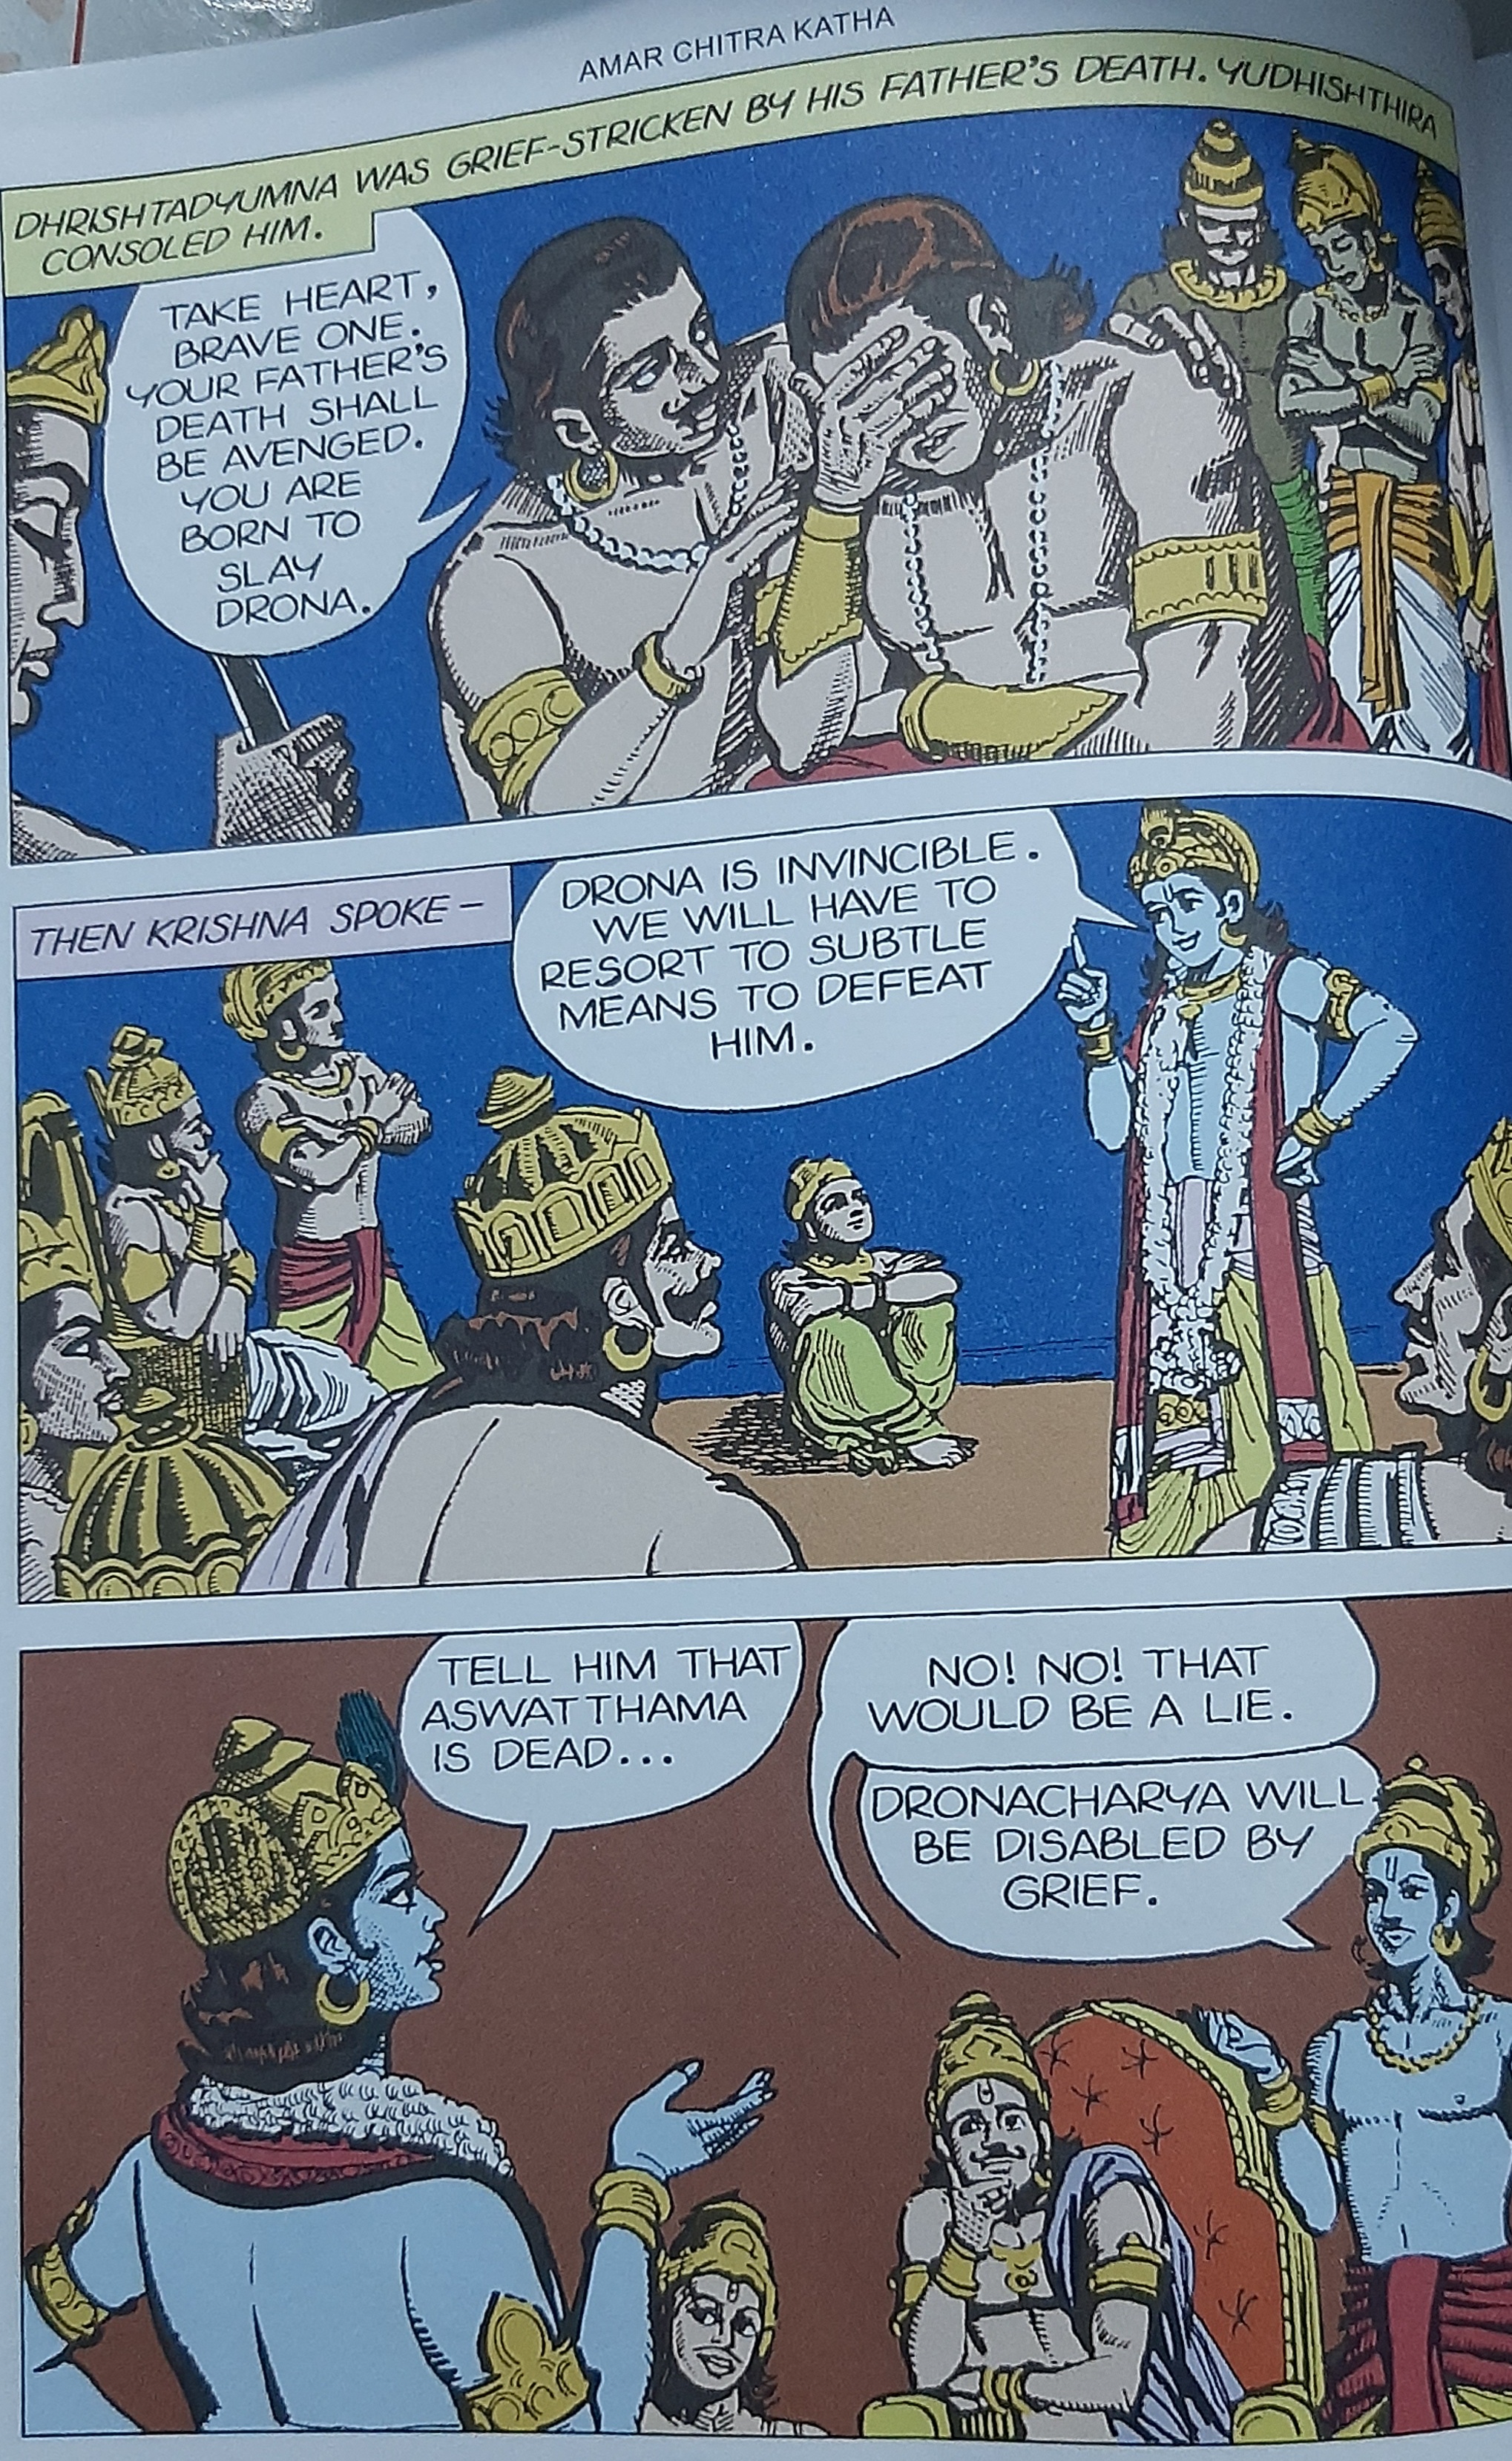 AMAR CHITRA KATHA
DHRISHTADYUMNA WAS GRIEF-STRICKEN BY HIS FATHER'S DEATH. YUDHISHTHIRA
CONSOLED HIM.
TAKE HEART,
BRAVE ONE.
YOUR FATHER'S
DEATH SHALL
BE AVENGED.
YOU ARE
BORN TO
SLAY
DRONA.
THEN KRISHNA SPOKE —
DRONA IS INVINCIBLE.
WE WILL HAVE TO
RESORT TO SUBTLE
MEANS TO DEFEAT
HIM.
TELL HIM THAT
ASWATTHAMA
IS DEAD...
NO! NO! THAT
WOULD BE A LIE.
DRONACHARYA WILL
BE DISABLED BY
GRIEF.